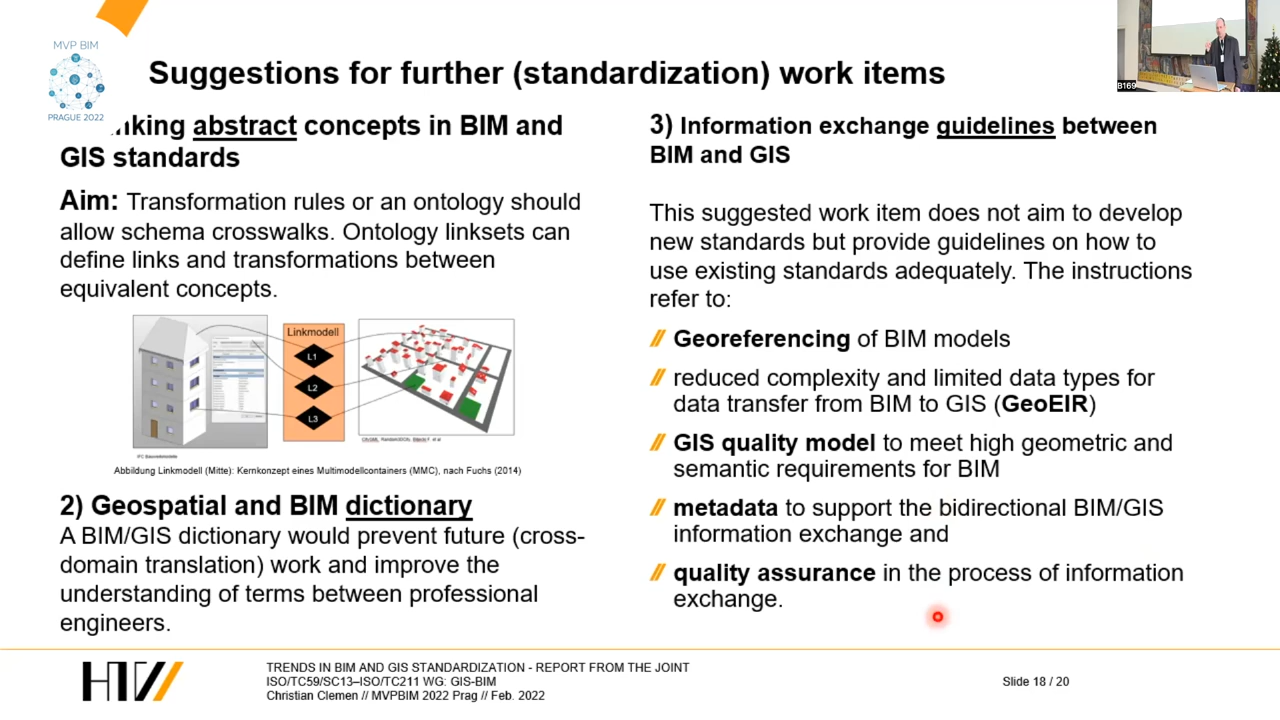 MVP BIM
PRAGUE 2022
Suggestions for further (standardization) work items
nking abstract concepts in BIM and
GIS standards
Aim: Transformation rules or an ontology should
allow schema crosswalks. Ontology linksets can
define links and transformations between
equivalent concepts.
Linkmodell
L1
L2
L3
Abbildung Linkmodell (Mitte): Kernkonzept eines Multimodellcontainers (MMC), nach Fuchs (2014)
2) Geospatial and BIM dictionary
A BIM/GIS dictionary would prevent future (cross-
domain translation) work and improve the
understanding of terms between professional
engineers.
3) Information exchange guidelines between
BIM and GIS
This suggested work item does not aim to develop
new standards but provide guidelines on how to
use existing standards adequately. The instructions
refer to:
Georeferencing of BIM models
reduced complexity and limited data types for
data transfer from BIM to GIS (GeoEIR)
GIS quality model to meet high geometric and
semantic requirements for BIM
metadata to support the bidirectional BIM/GIS
information exchange and
quality assurance in the process of information
exchange.
B169
HTW
TRENDS IN BIM AND GIS STANDARDIZATION - REPORT FROM THE JOINT
ISO/TC59/SC13–ISO/TC211 WG: GIS-BIM
Christian Clemen // MVPBIM 2022 Prag // Feb. 2022
Slide 18 / 20